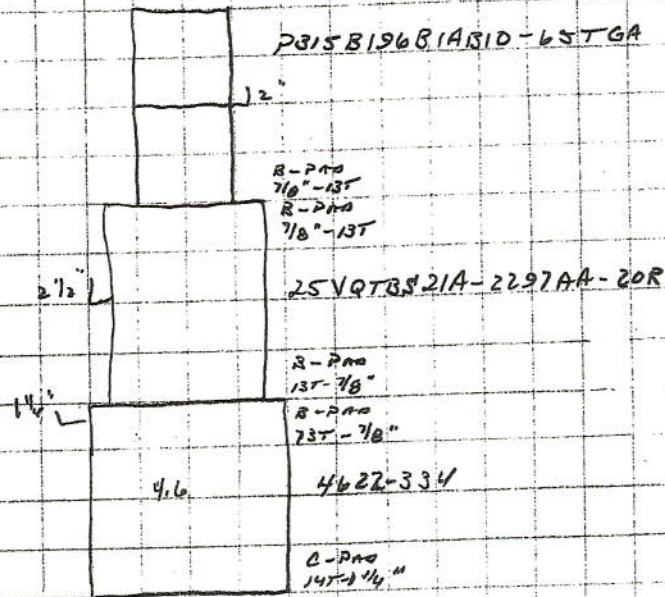 P315B196B1AB10-65TGA
2"
B-PAD
7/8"-13T
B-PAD
7/8"-13T
2 1/2"
25VQTBS21A-2297AA-20R
B-PAD
13T-7/8"
1 1/4"
B-PAD
13T-7/8"
4.6
4622-334
C-PAD
14T-1 1/4"